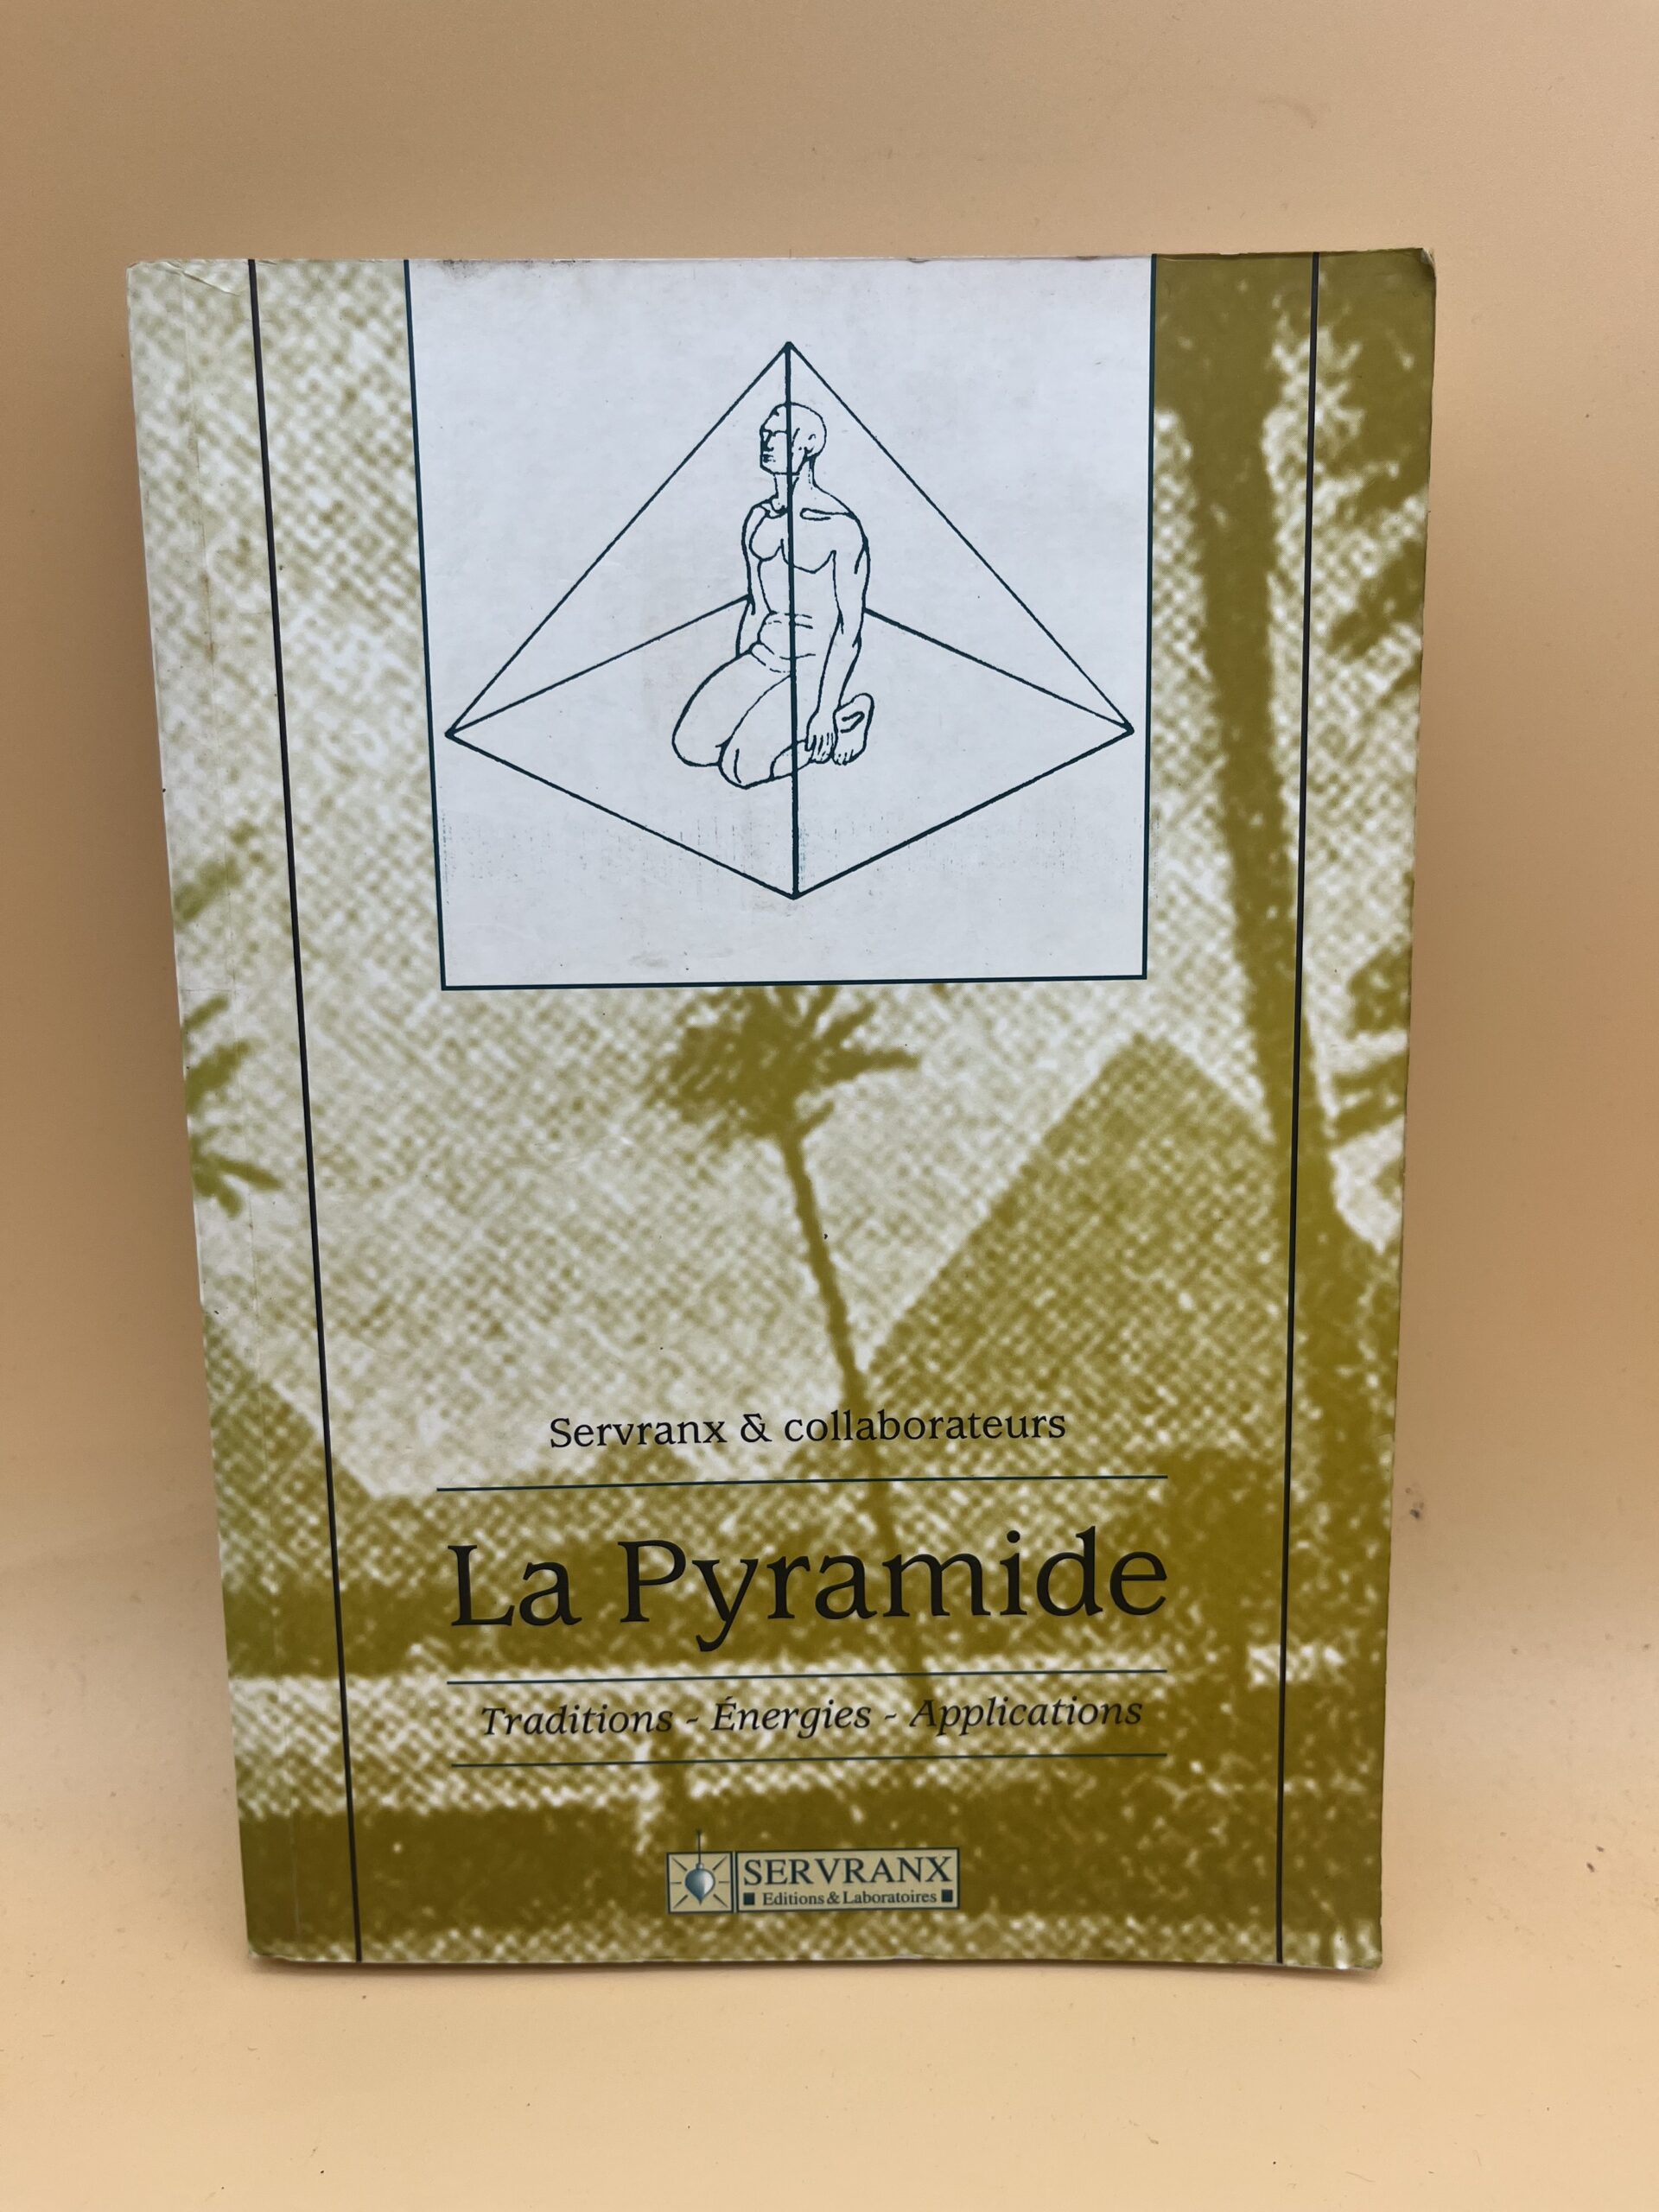 Servranx & collaborateurs
La Pyramide
Traditions - Énergies - Applications
SERVRANX
Editions & Laboratoires